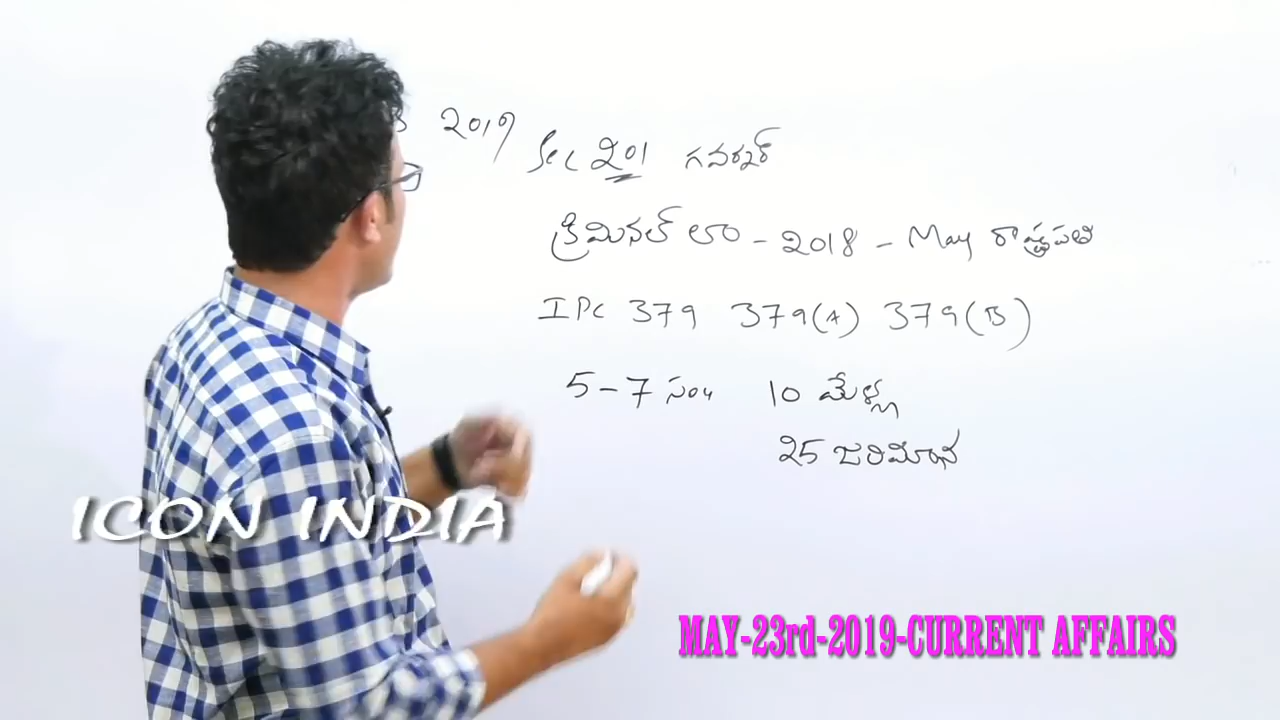 2019 Sec 201 గవర్నర్
క్రిమినల్ లా - 2018 - May రాష్ట్రపతి
IPC 379 379(A) 379(B)
5-7 సం॥ 10 వేళ్ల
25 జరిమానా
ICON INDIA
MAY-23rd-2019-CURRENT AFFAIRS